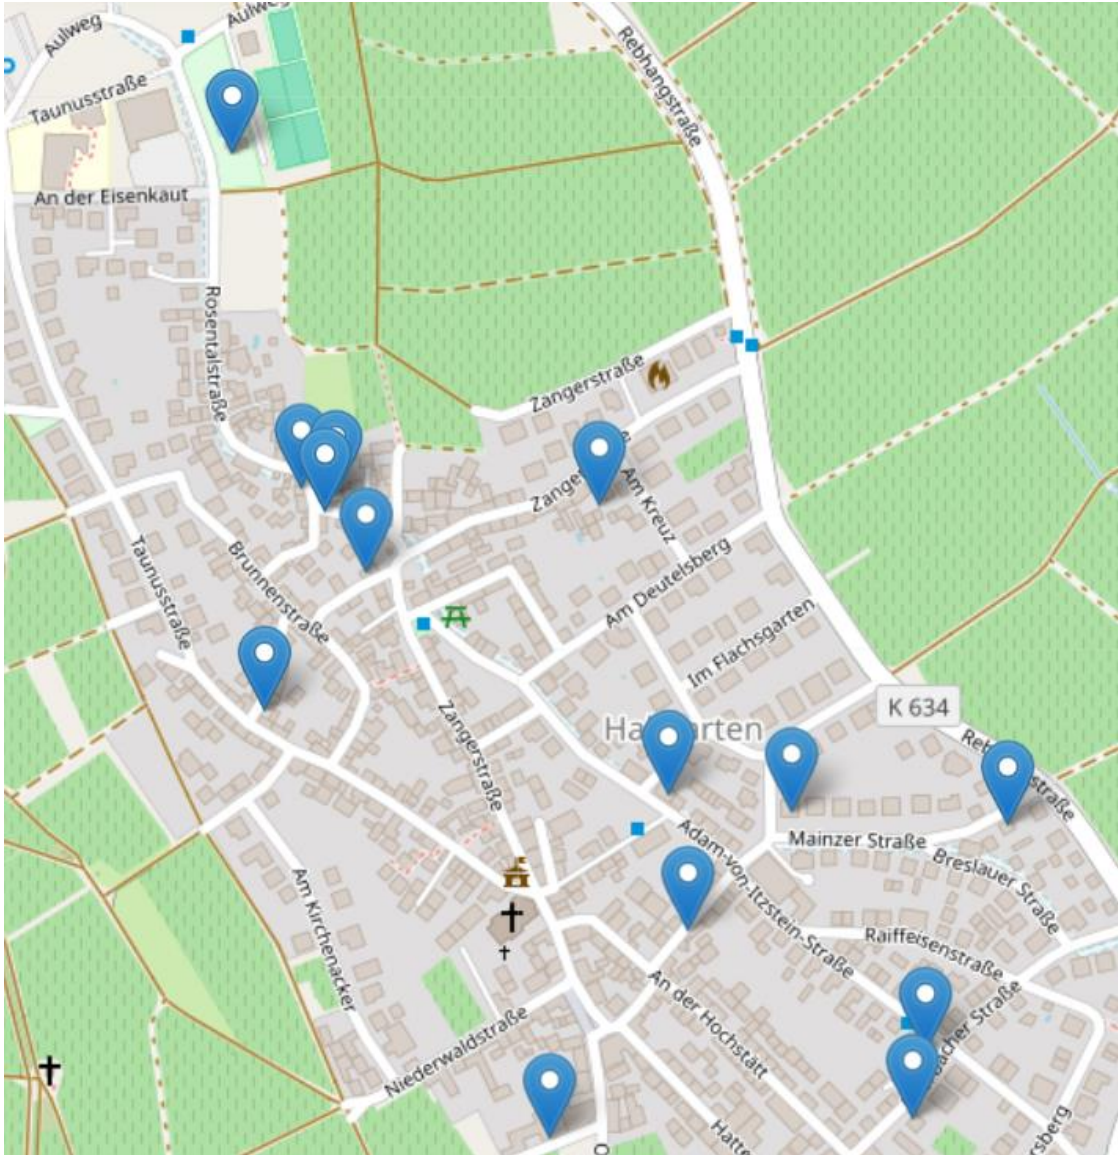 Aulweg
Aulweg
Rebhangstraße
Taunusstraße
An der Eisenkaut
Rosentalstraße
Zangerstraße
Am Kreuz
Taunusstraße
Brunnenstraße
Am Deutelsberg
Im Flachsgarten
Zangerstraße
K 634
Mainzer Straße
Adam-von-Itzstein-Straße
Breslauer Straße
Am Kirchenacker
Raiffeisenstraße
An der Hochstätt
Niederwaldstraße